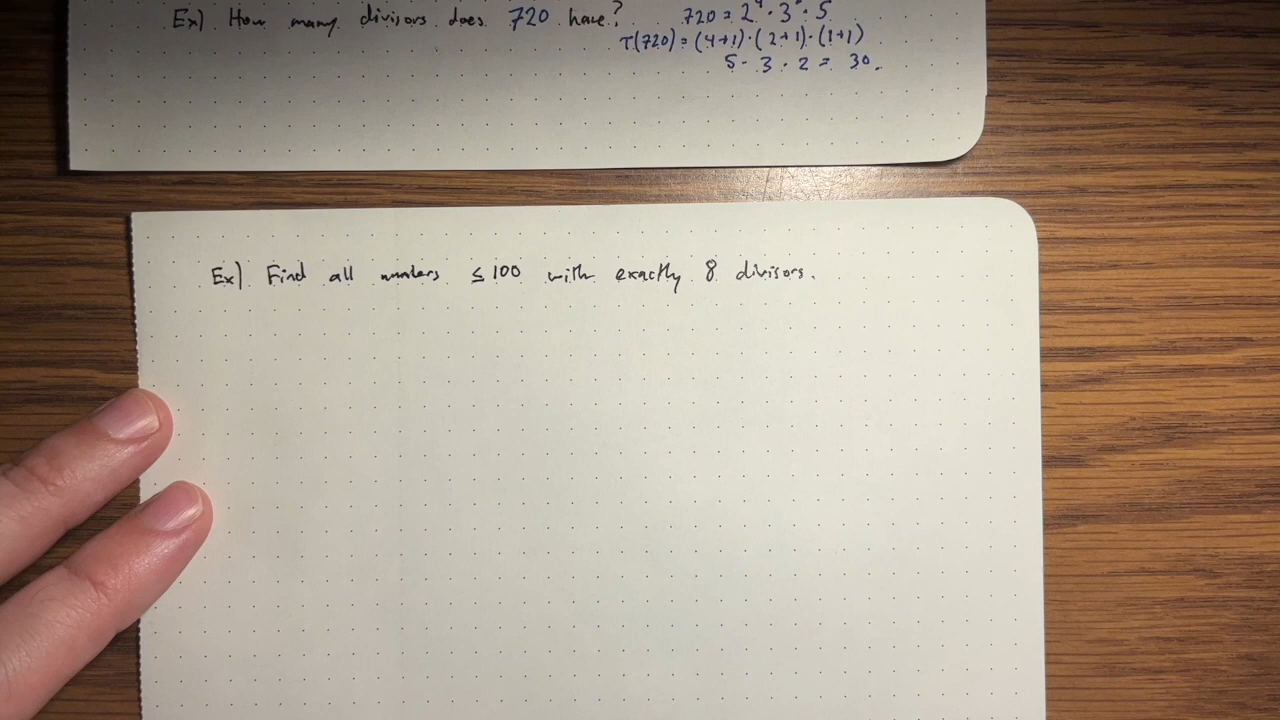 Ex) How many divisors does 720 have? 720 = 2⁴ · 3² · 5
τ(720) = (4+1)·(2+1)·(1+1)
5 · 3 · 2 = 30.
Ex) Find all numbers ≤ 100 with exactly 8 divisors.